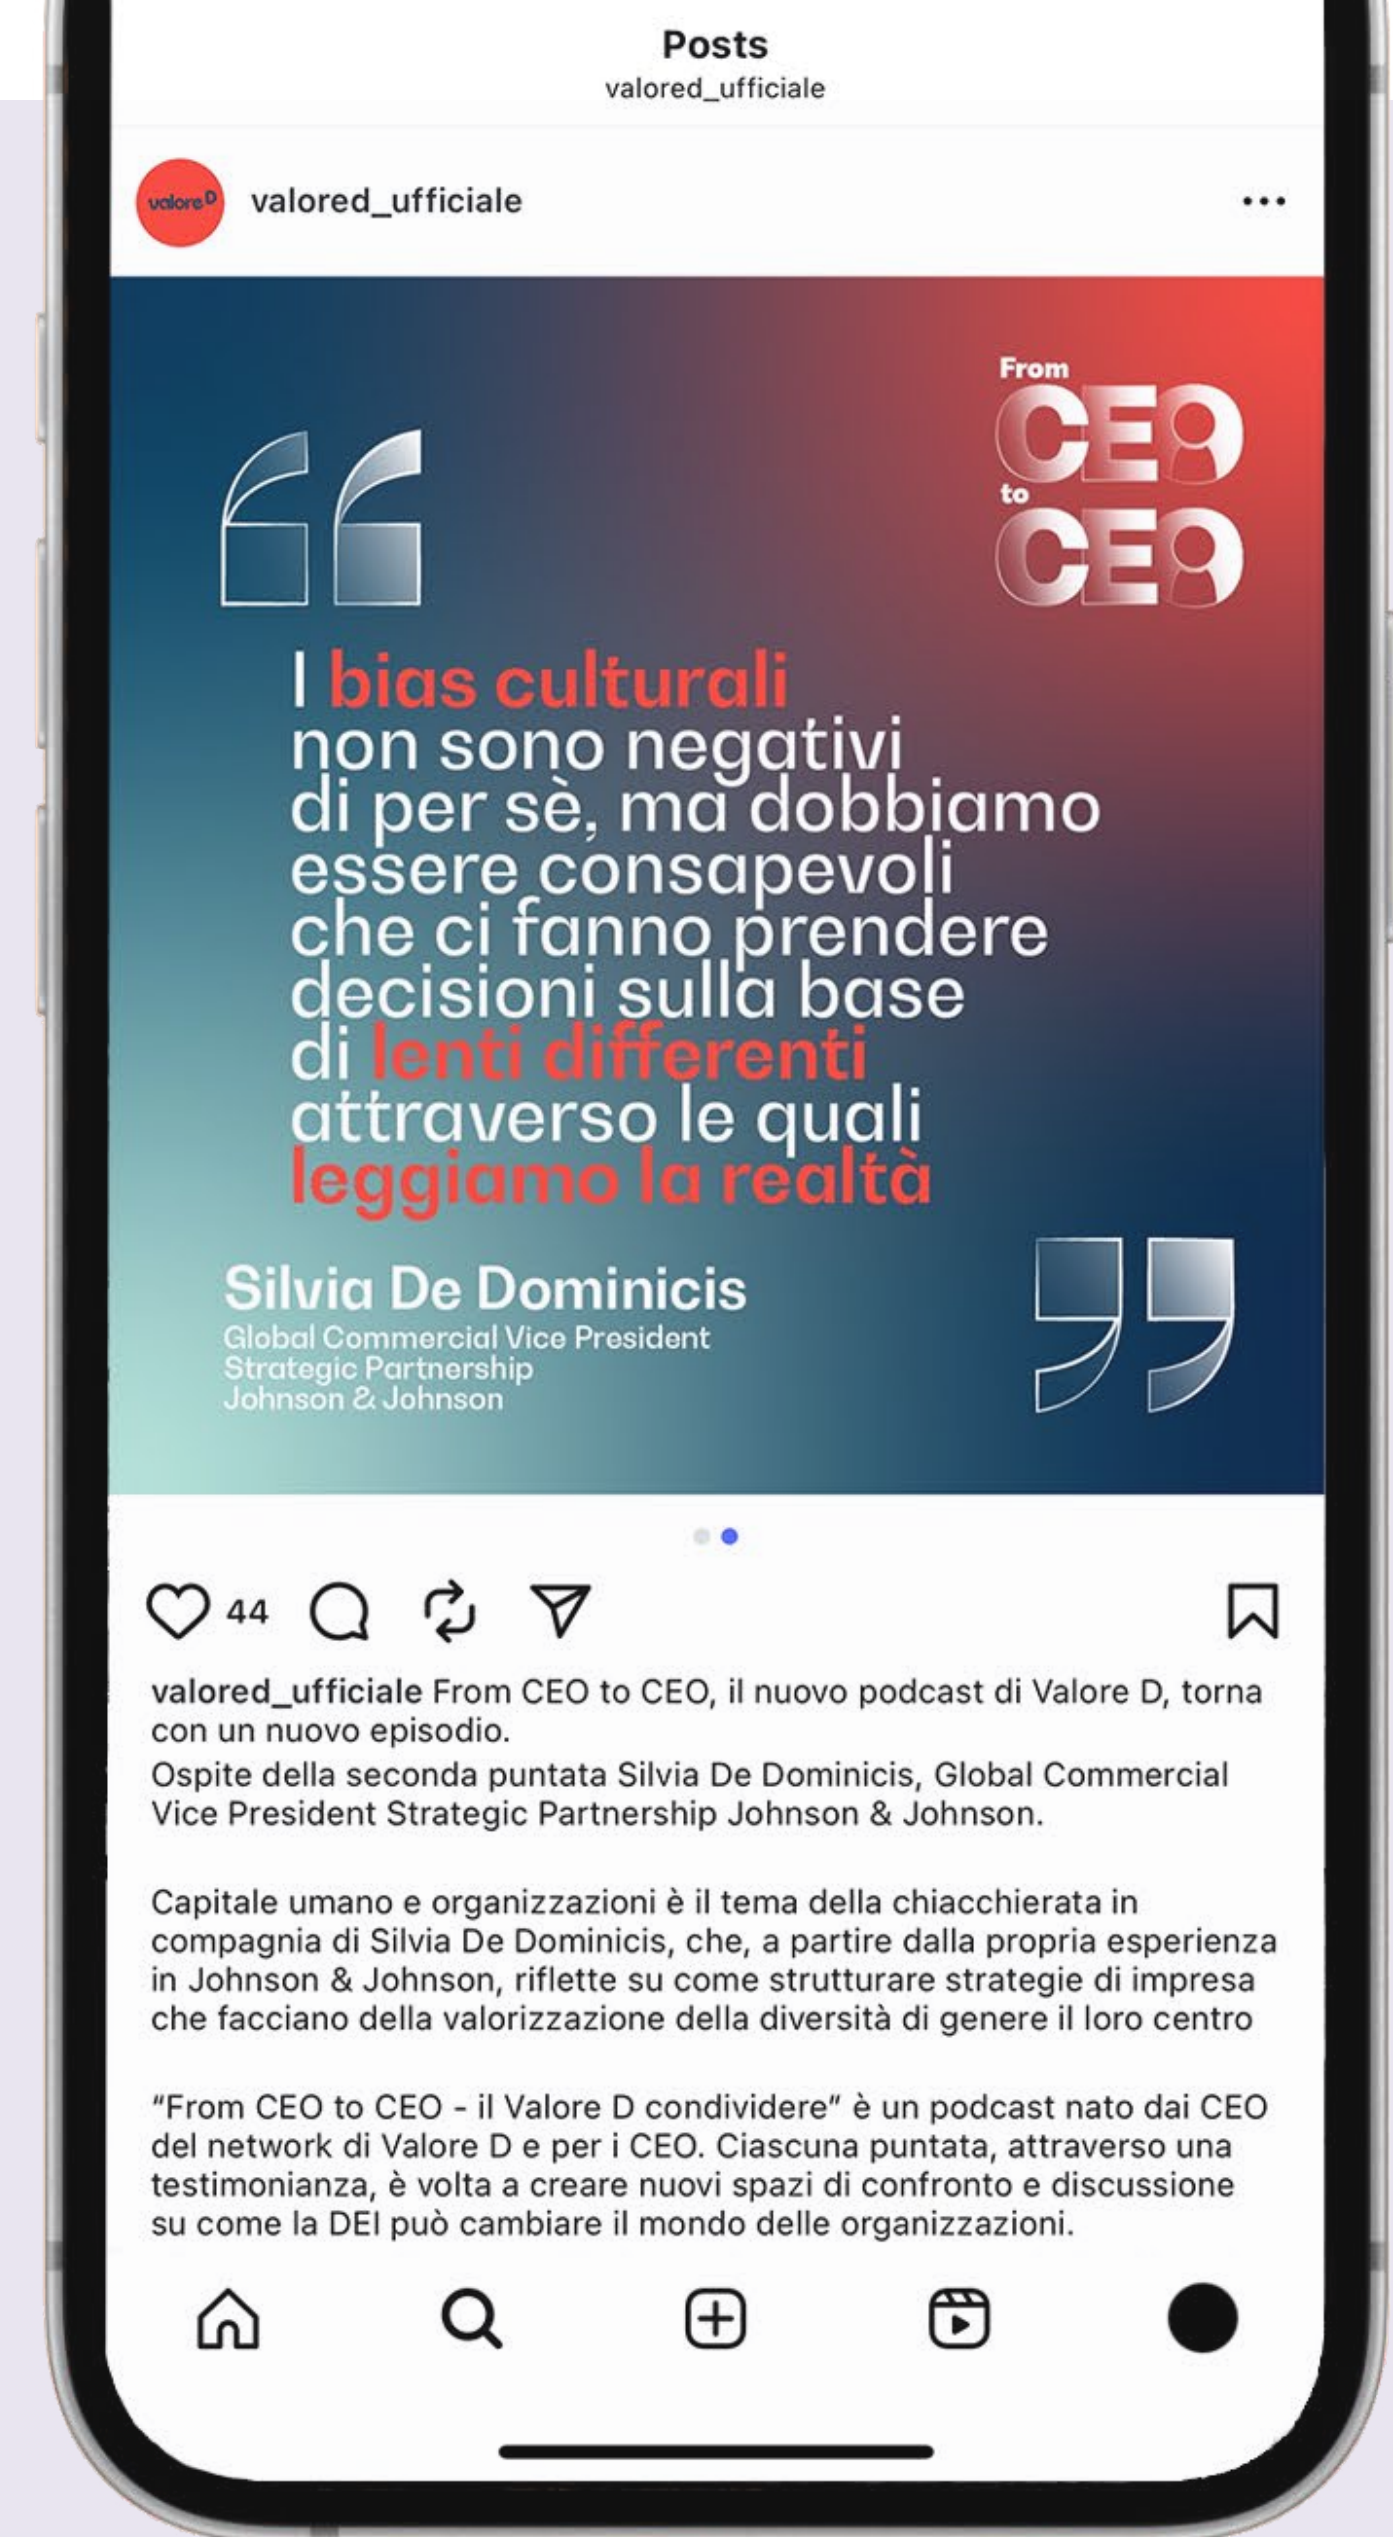 Posts
valored_ufficiale
valoreD
valored_ufficiale
From
CEO
to
CEO
I bias culturali
non sono negativi
di per sè, ma dobbiamo
essere consapevoli
che ci fanno prendere
decisioni sulla base
di lenti differenti
attraverso le quali
leggiamo la realtà
Silvia De Dominicis
Global Commercial Vice President
Strategic Partnership
Johnson & Johnson
44
valored_ufficiale From CEO to CEO, il nuovo podcast di Valore D, torna
con un nuovo episodio.
Ospite della seconda puntata Silvia De Dominicis, Global Commercial
Vice President Strategic Partnership Johnson & Johnson.
Capitale umano e organizzazioni è il tema della chiacchierata in
compagnia di Silvia De Dominicis, che, a partire dalla propria esperienza
in Johnson & Johnson, riflette su come strutturare strategie di impresa
che facciano della valorizzazione della diversità di genere il loro centro
“From CEO to CEO - il Valore D condividere” è un podcast nato dai CEO
del network di Valore D e per i CEO. Ciascuna puntata, attraverso una
testimonianza, è volta a creare nuovi spazi di confronto e discussione
su come la DEI può cambiare il mondo delle organizzazioni.